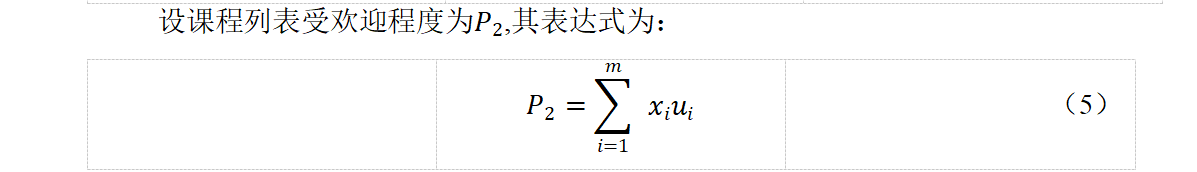 设课程列表受欢迎程度为P₂,其表达式为：
P₂ = ∑_{i=1}^{m} x_i u_i （5）